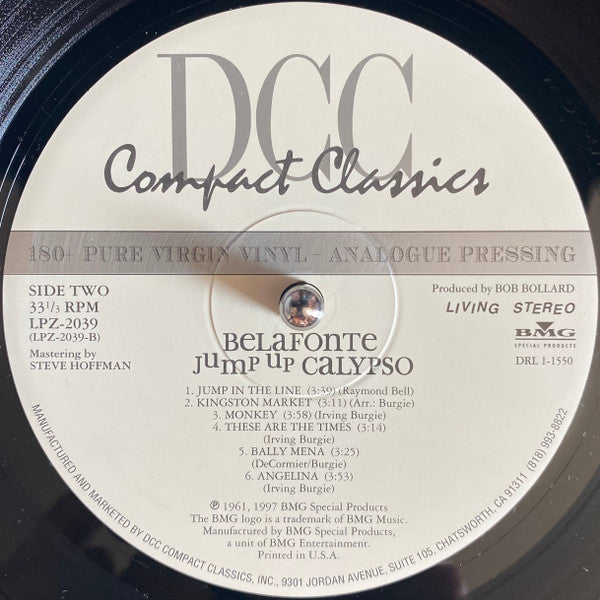 DCC
Compact Classics
180+ PURE VIRGIN VINYL - ANALOGUE PRESSING
SIDE TWO
33 1/3 RPM
LPZ-2039
(LPZ-2039-B)
Mastering by
STEVE HOFFMAN
Produced by BOB BOLLARD
LIVING STEREO
BMG
SPECIAL PRODUCTS
DRL 1-1550
BELAFONTE
JUMP UP CALYPSO
1. JUMP IN THE LINE (3:39) (Raymond Bell)
2. KINGSTON MARKET (3:11) (Arr.: Burgie)
3. MONKEY (3:58) (Irving Burgie)
4. THESE ARE THE TIMES (3:14)
(Irving Burgie)
5. BALLY MENA (3:25)
(DeCormier/Burgie)
6. ANGELINA (3:53)
(Irving Burgie)
℗ 1961, 1997 BMG Special Products
The BMG logo is a trademark of BMG Music.
Manufactured by BMG Special Products,
a unit of BMG Entertainment.
Printed in U.S.A.
MANUFACTURED AND MARKETED BY DCC COMPACT CLASSICS, INC., 9301 JORDAN AVENUE, SUITE 105, CHATSWORTH, CA 91311 (818) 993-8822